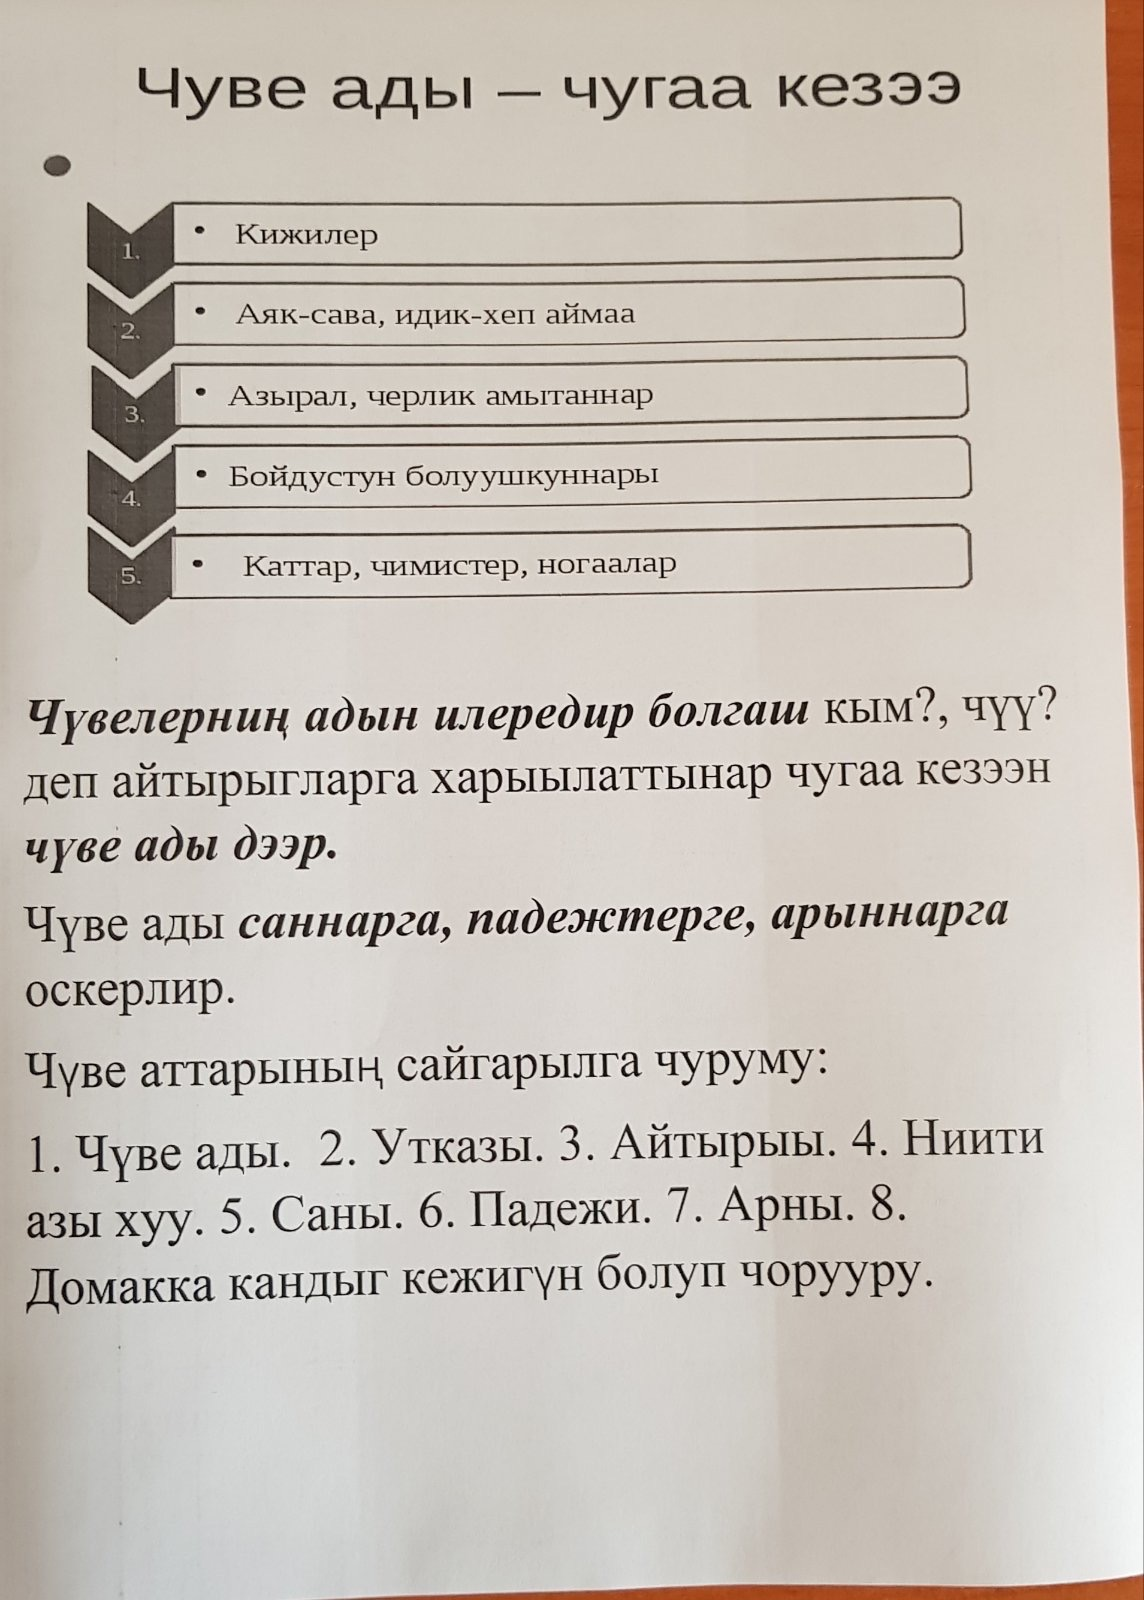 Чуве ады – чугаа кезээ
1. • Кижилер
2. • Аяк-сава, идик-хеп аймаа
3. • Азырал, черлик амытаннар
4. • Бойдустун болуушкуннары
5. • Каттар, чимистер, ногаалар
Чүвелерниң адын илередир болгаш кым?, чүү?
деп айтырыгларга харыылаттынар чугаа кезээн
чүве ады дээр.
Чүве ады саннарга, падежтерге, арыннарга
оскерлир.
Чүве аттарының сайгарылга чуруму:
1. Чүве ады. 2. Утказы. 3. Айтырыы. 4. Ниити
азы хуу. 5. Саны. 6. Падежи. 7. Арны. 8.
Домакка кандыг кежигүн болуп чорууру.